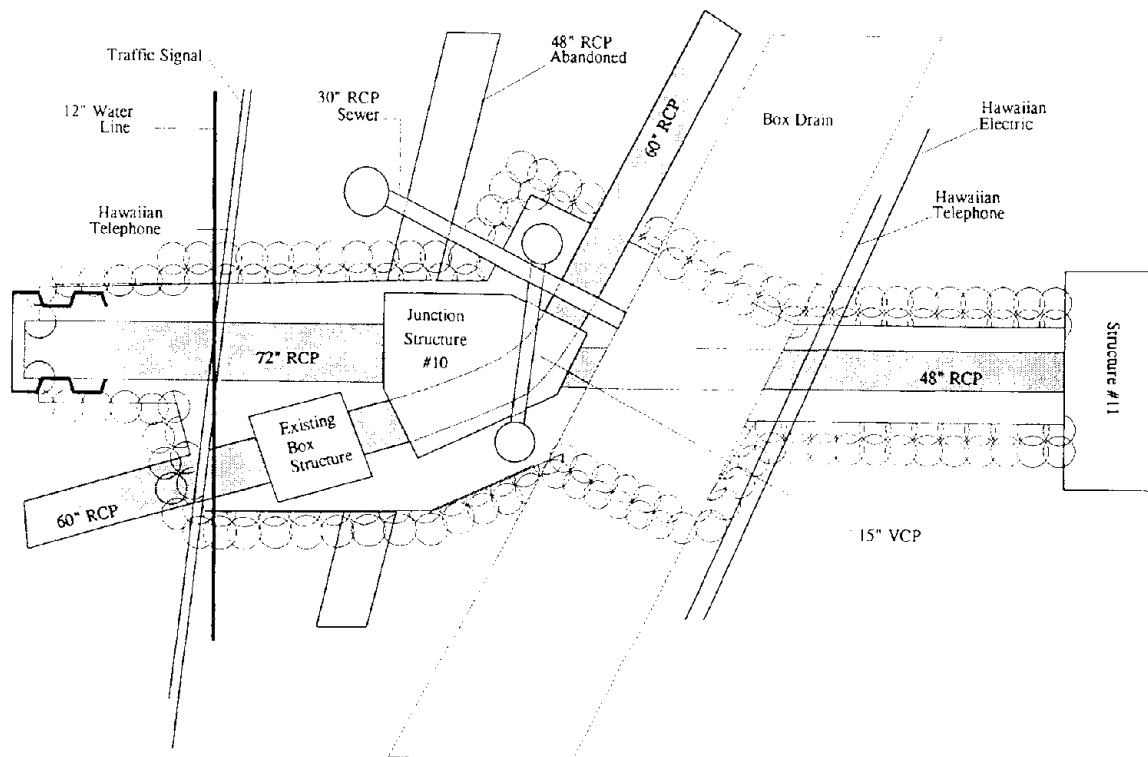 Traffic Signal
48" RCP
Abandoned
12" Water
Line
30" RCP
Sewer
60" RCP
Box Drain
Hawaiian
Electric
Hawaiian
Telephone
Hawaiian
Telephone
Junction
Structure
#10
72" RCP
48" RCP
Structure #11
Existing
Box
Structure
60" RCP
15" VCP